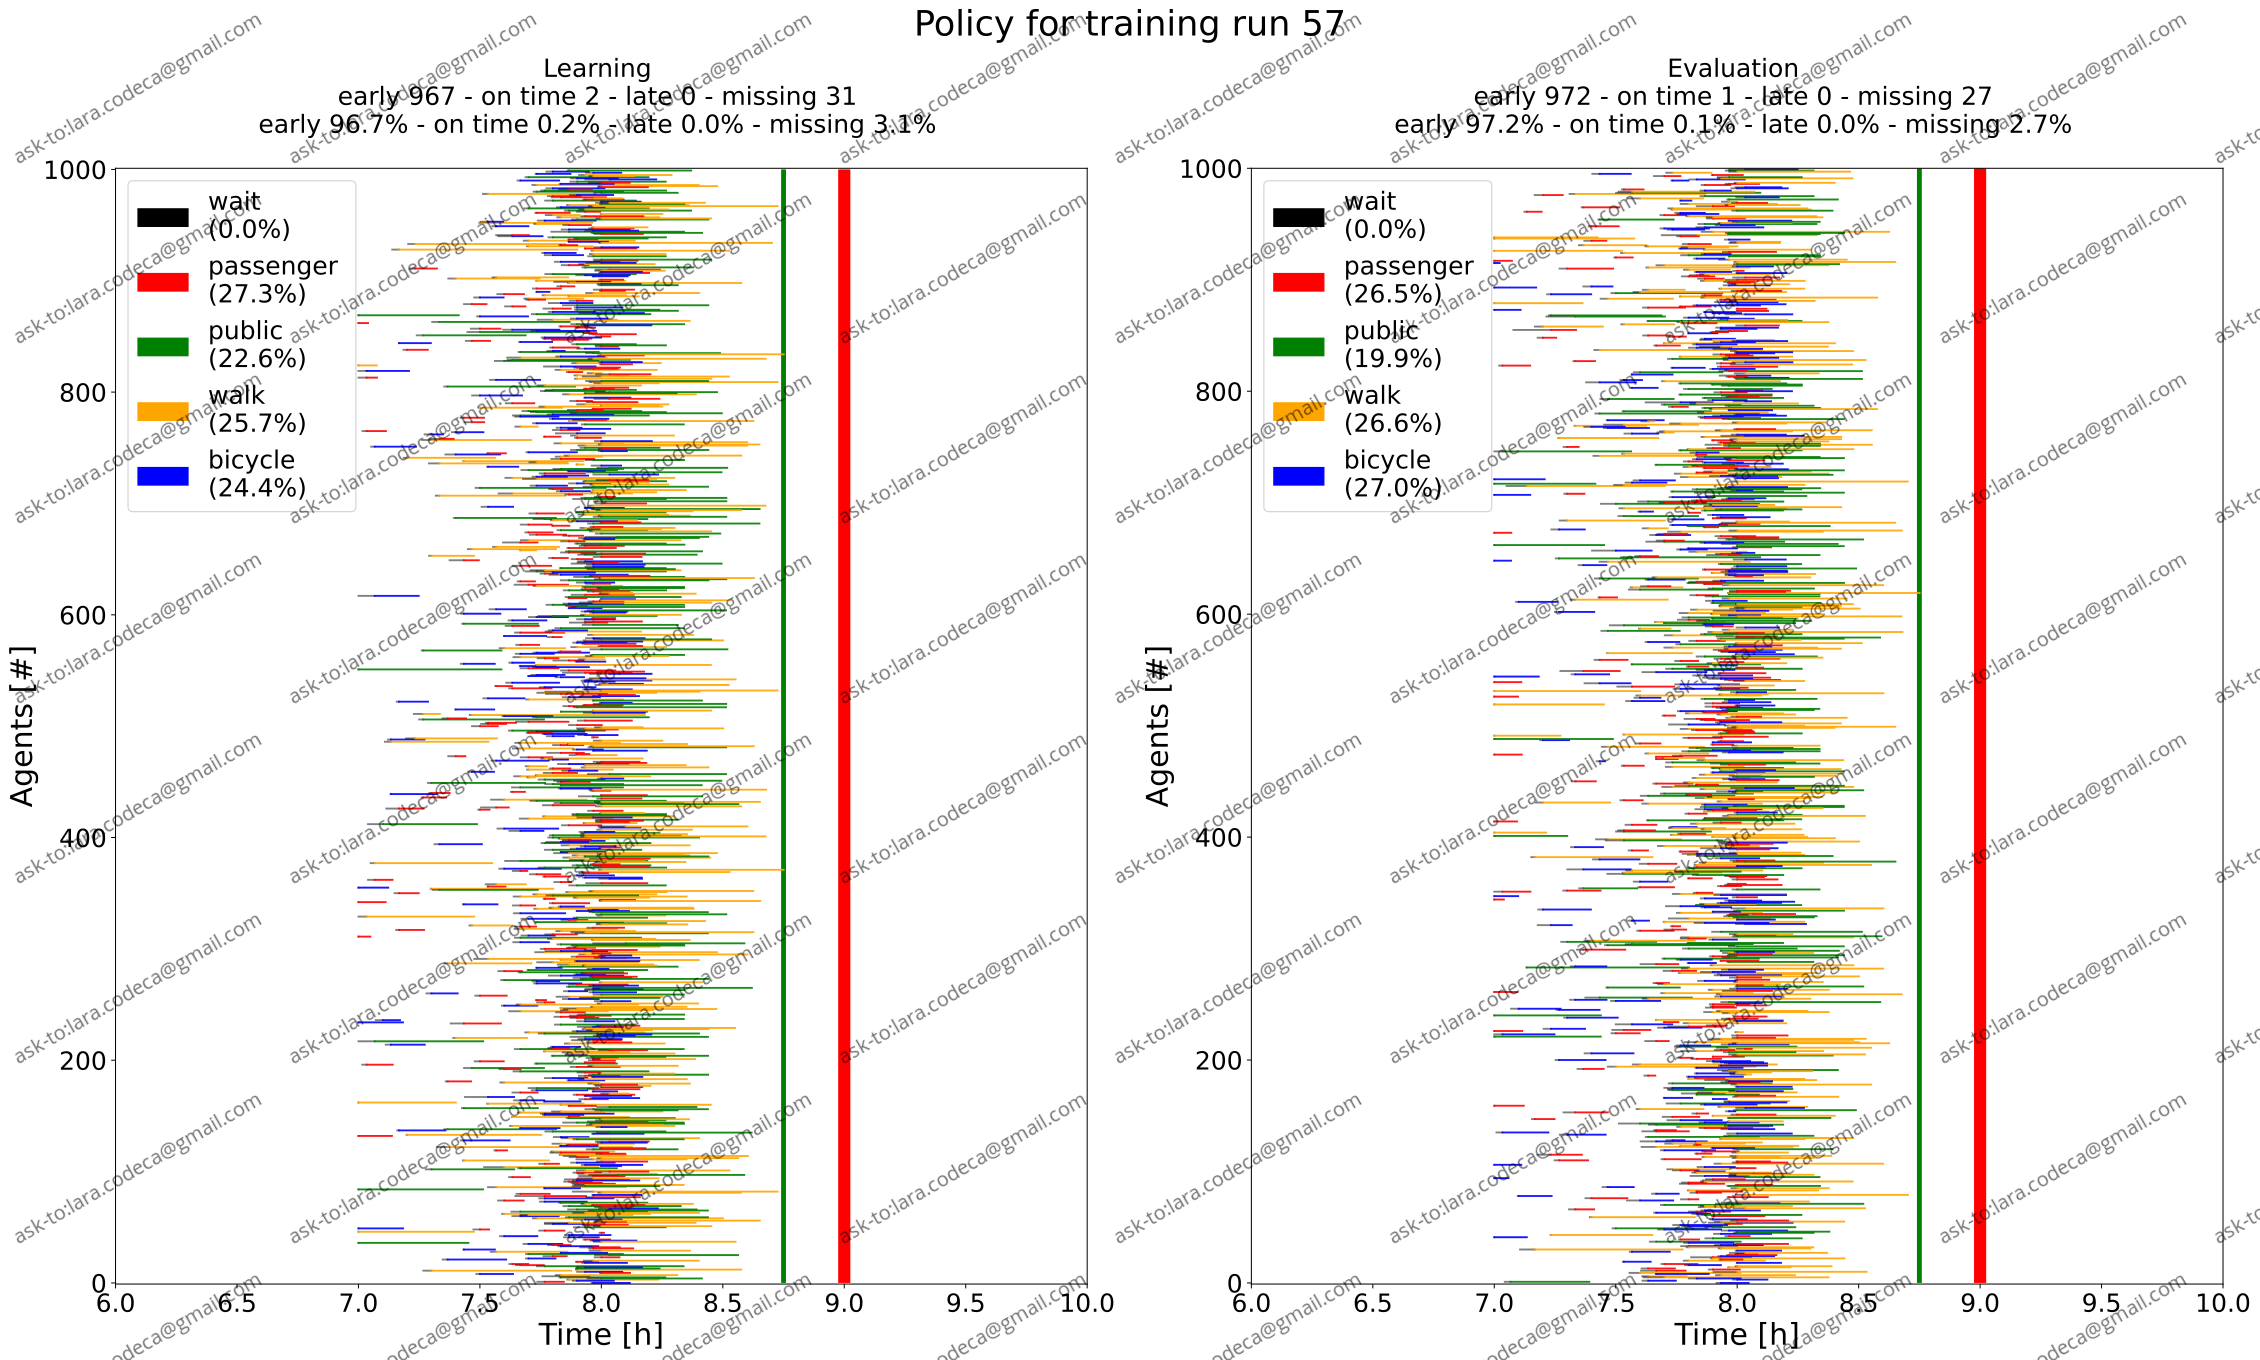 Policy for training run 57
Learning
early 967 - on time 2 - late 0 - missing 31
early 96.7% - on time 0.2% - late 0.0% - missing 3.1%
1000
800
600
400
200
0
Agents [#]
wait
(0.0%)
passenger
(27.3%)
public
(22.6%)
walk
(25.7%)
bicycle
(24.4%)
6.0 6.5 7.0 7.5 8.0 8.5 9.0 9.5 10.0
Time [h]
Evaluation
early 972 - on time 1 - late 0 - missing 27
early 97.2% - on time 0.1% - late 0.0% - missing 2.7%
1000
800
600
400
200
0
Agents [#]
wait
(0.0%)
passenger
(26.5%)
public
(19.9%)
walk
(26.6%)
bicycle
(27.0%)
6.0 6.5 7.0 7.5 8.0 8.5 9.0 9.5 10.0
Time [h]
ask-to:lara.codeca@gmail.com